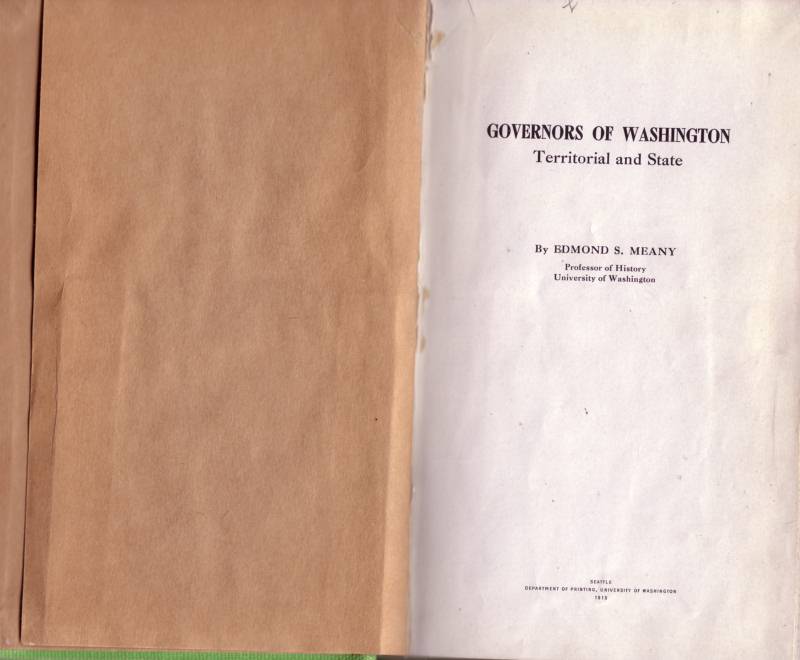 GOVERNORS OF WASHINGTON
Territorial and State
By EDMOND S. MEANY
Professor of History
University of Washington
SEATTLE
DEPARTMENT OF PRINTING, UNIVERSITY OF WASHINGTON
1915